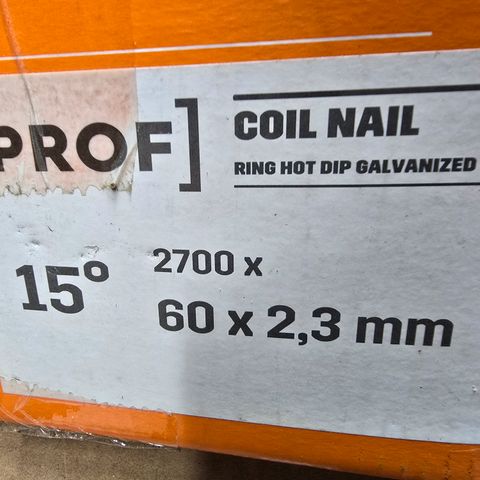 PROF]
COIL NAIL
RING HOT DIP GALVANIZED
15°
2700 x
60 x 2,3 mm